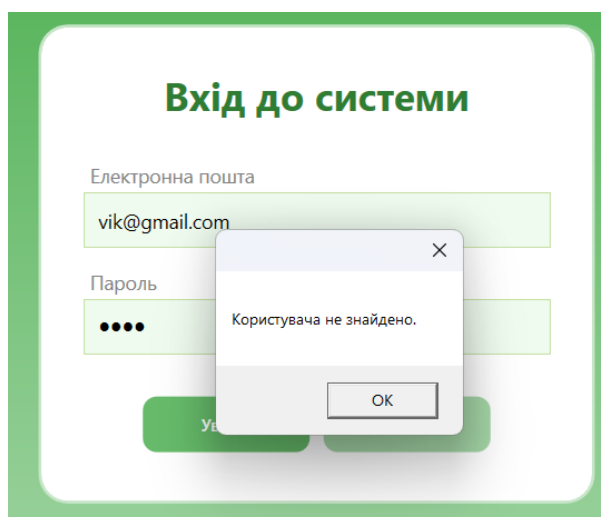 Вхід до системи
Електронна пошта
vik@gmail.com
Пароль
Користувача не знайдено.
OK